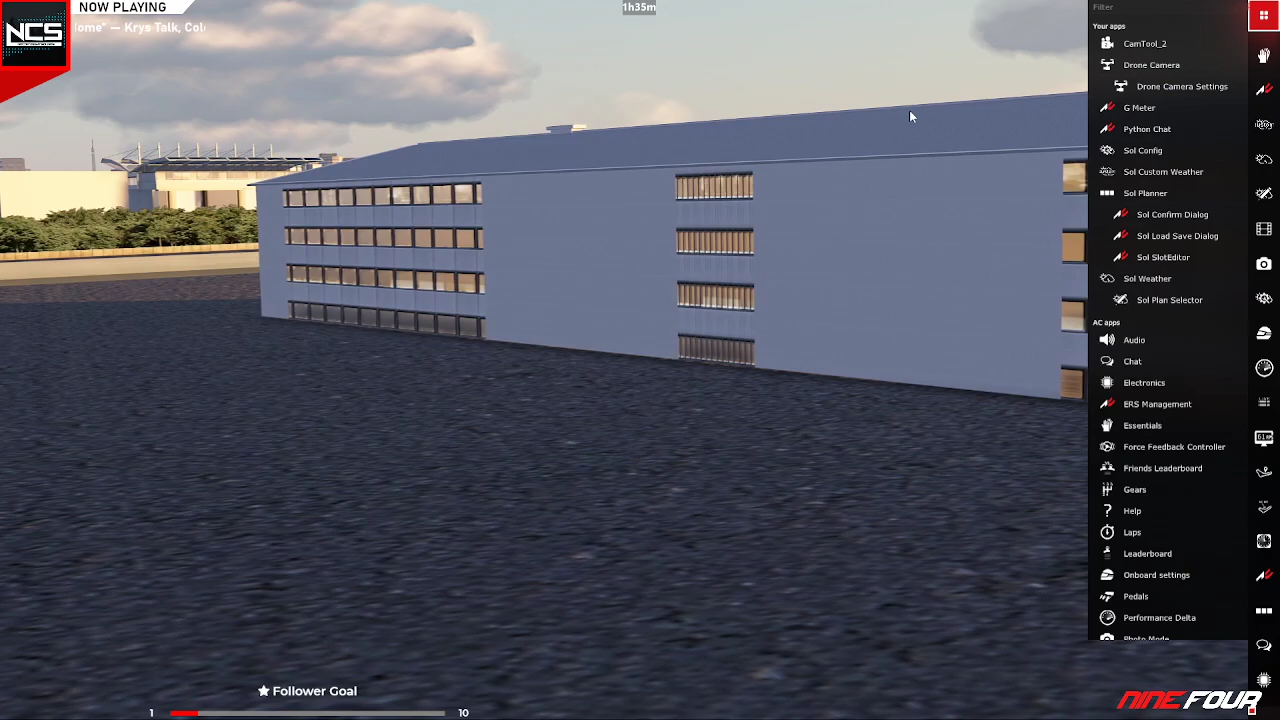 NOW PLAYING
NCS
ome" — Krys Talk, Col
1h35m
Filter
Your apps
CamTool_2
Drone Camera
Drone Camera Settings
G Meter
Python Chat
Sol Config
Sol Custom Weather
Sol Planner
Sol Confirm Dialog
Sol Load Save Dialog
Sol SlotEditor
Sol Weather
Sol Plan Selector
AC apps
Audio
Chat
Electronics
ERS Management
Essentials
Force Feedback Controller
Friends Leaderboard
Gears
Help
Laps
Leaderboard
Onboard settings
Pedals
Performance Delta
Photo Mode
Follower Goal
1
10
NINEFOUR